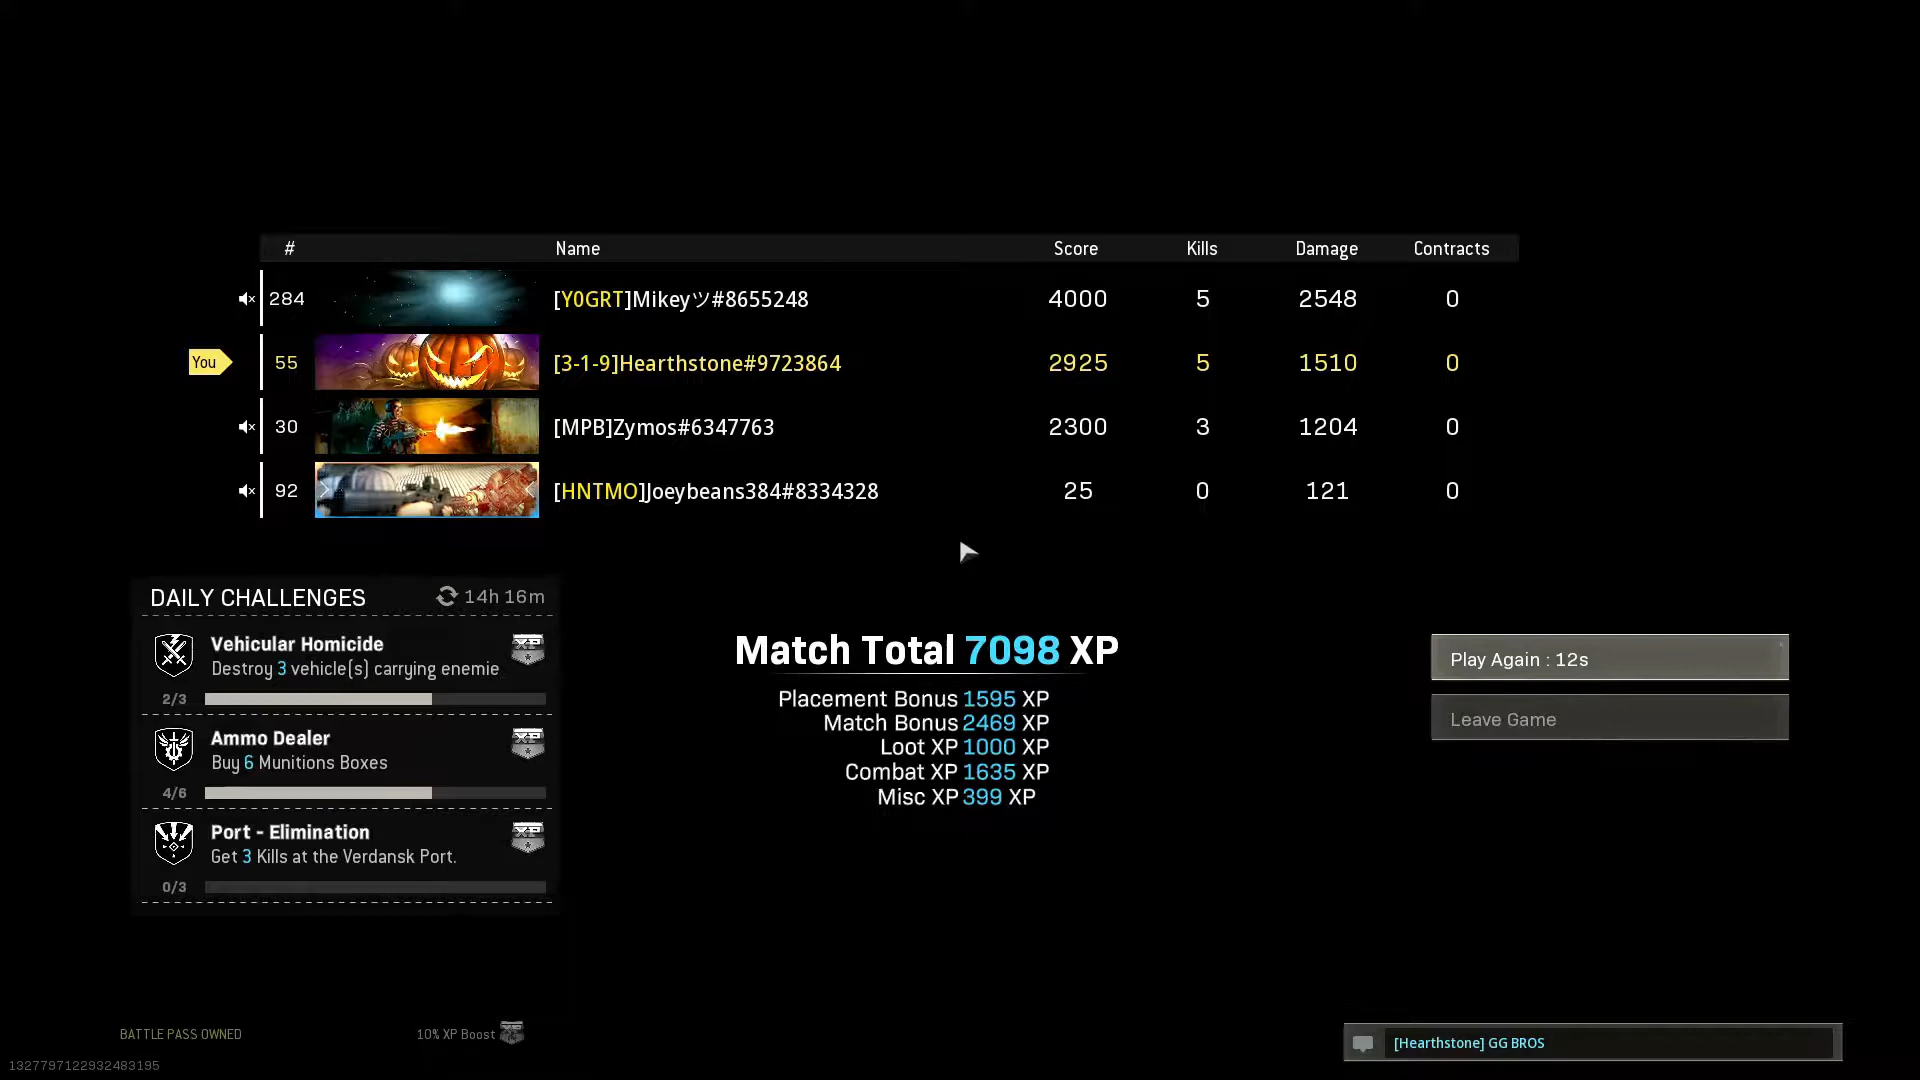 # Name Score Kills Damage Contracts
284 [Y0GRT]Mikeyツ#8655248 4000 5 2548 0
You 55 [3-1-9]Hearthstone#9723864 2925 5 1510 0
30 [MPB]Zymos#6347763 2300 3 1204 0
92 [HNTMO]Joeybeans384#8334328 25 0 121 0
DAILY CHALLENGES 14h 16m
Vehicular Homicide XP
Destroy 3 vehicle(s) carrying enemie
2/3
Ammo Dealer XP
Buy 6 Munitions Boxes
4/6
Port - Elimination XP
Get 3 Kills at the Verdansk Port.
0/3
Match Total 7098 XP
Placement Bonus 1595 XP
Match Bonus 2469 XP
Loot XP 1000 XP
Combat XP 1635 XP
Misc XP 399 XP
Play Again : 12s
Leave Game
BATTLE PASS OWNED
10% XP Boost XP
[Hearthstone] GG BROS
1327797122932483195